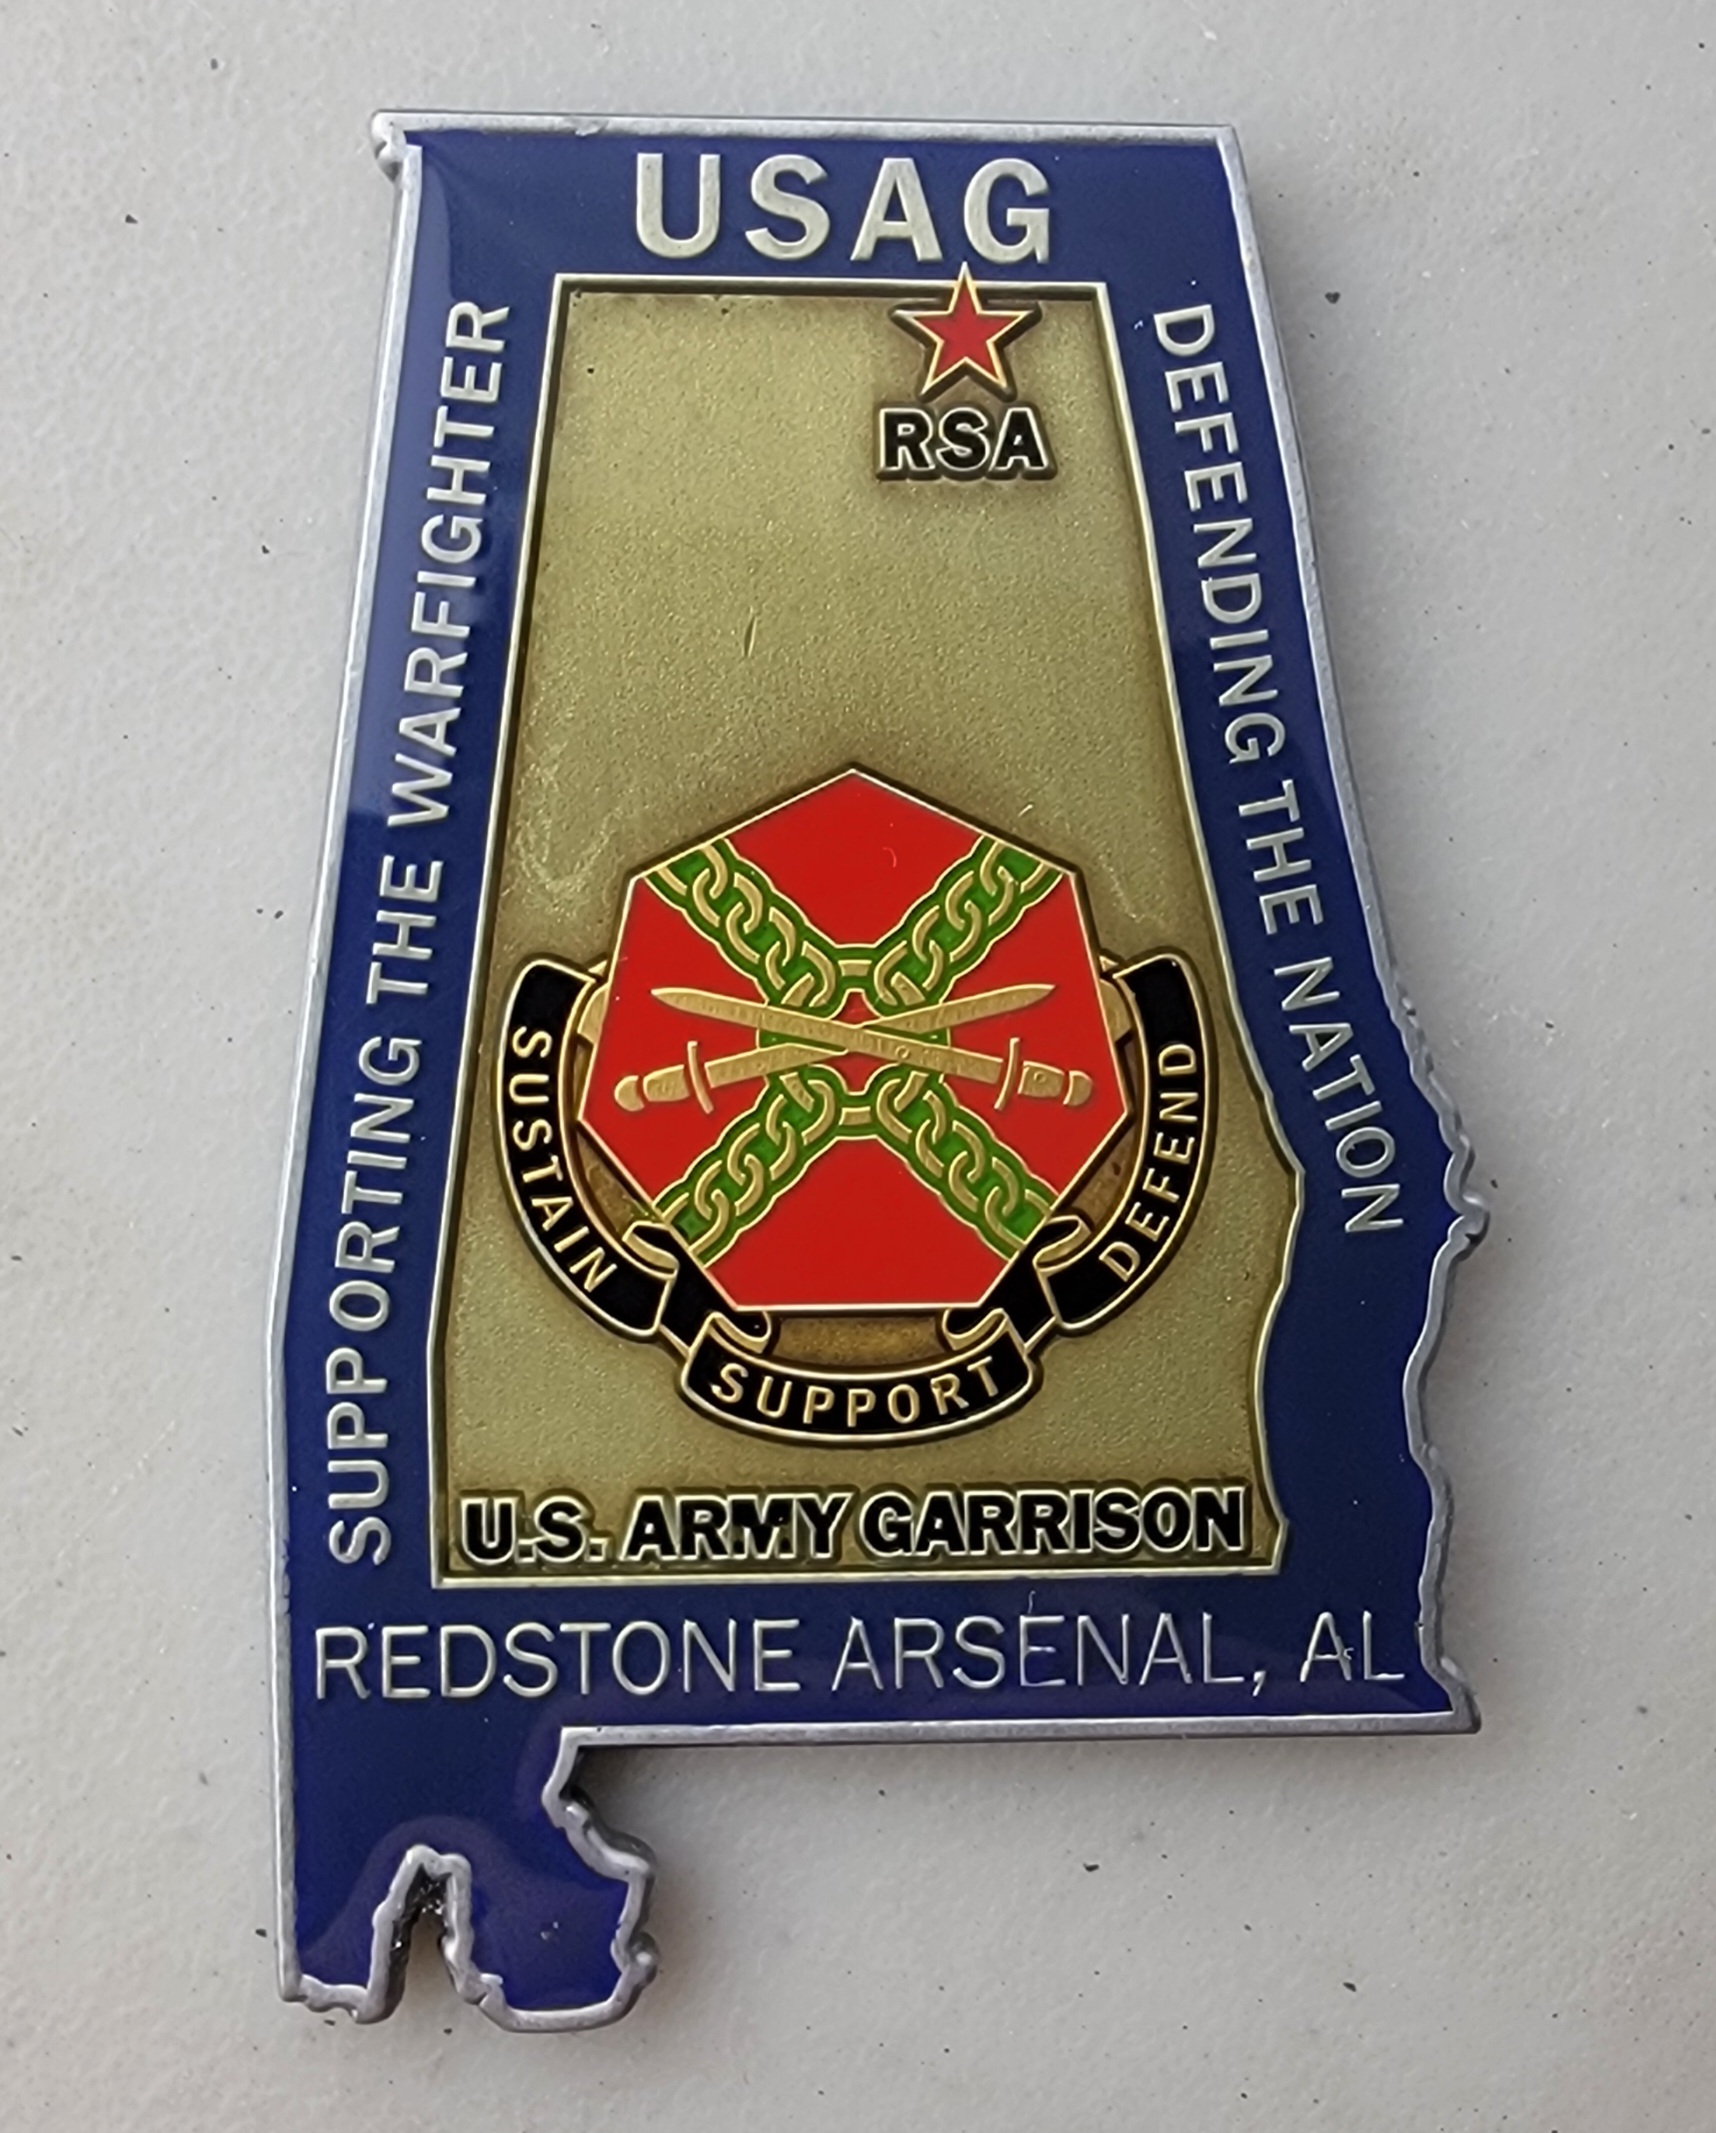 USAG
RSA
SUPPORTING THE WARFIGHTER
DEFENDING THE NATION
SUSTAIN
SUPPORT
DEFEND
U.S. ARMY GARRISON
REDSTONE ARSENAL, AL